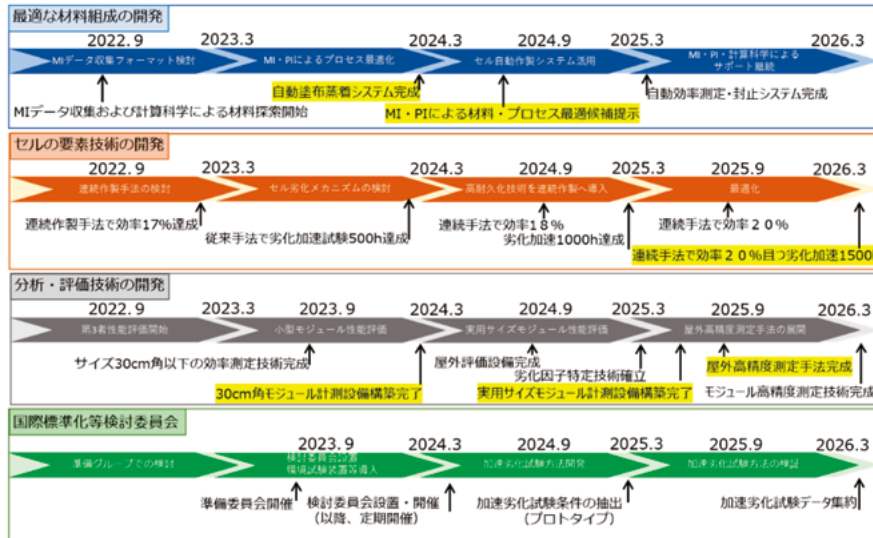 最適な材料組成の開発
2022.9 2023.3 2024.3 2024.9 2025.3 2026.3
MIデータ収集フォーマット検討 MI・PIによるプロセス最適化 セル自動作製システム活用 MI・PI・計算科学による
サポート継続
自動塗布蒸着システム完成 自動効率測定・封止システム完成
MIデータ収集および計算科学による材料探索開始 MI・PIによる材料・プロセス最適候補提示
セルの要素技術の開発
2022.9 2023.3 2024.3 2024.9 2025.3 2025.9 2026.3
連続作製手法の検討 セル劣化メカニズムの検討 高耐久化技術を連続作製へ導入 最適化
連続作製手法で効率17%達成 従来手法で劣化加速試験500h達成 連続手法で効率18% 連続手法で効率20%
劣化加速1000h達成 連続手法で効率20%且つ劣化加速1500h
分析・評価技術の開発
2022.9 2023.3 2023.9 2024.3 2024.9 2025.3 2025.9 2026.3
第3者性能評価開始 小型モジュール性能評価 実用サイズモジュール性能評価 屋外高精度測定手法の展開
サイズ30cm角以下の効率測定技術完成 屋外評価設備完成 屋外高精度測定手法完成
劣化因子特定技術確立
30cm角モジュール計測設備構築完了 実用サイズモジュール計測設備構築完了 モジュール高精度測定技術完成
国際標準化等検討委員会
2023.9 2024.3 2024.9 2025.3 2025.9 2026.3
準備グループでの検討 検討委員会設置 加速劣化試験方法開発 加速劣化試験方法の検証
環境試験装置等導入
準備委員会開催 検討委員会設置・開催 加速劣化試験条件の抽出 加速劣化試験データ集約
(以降、定期開催) (プロトタイプ)